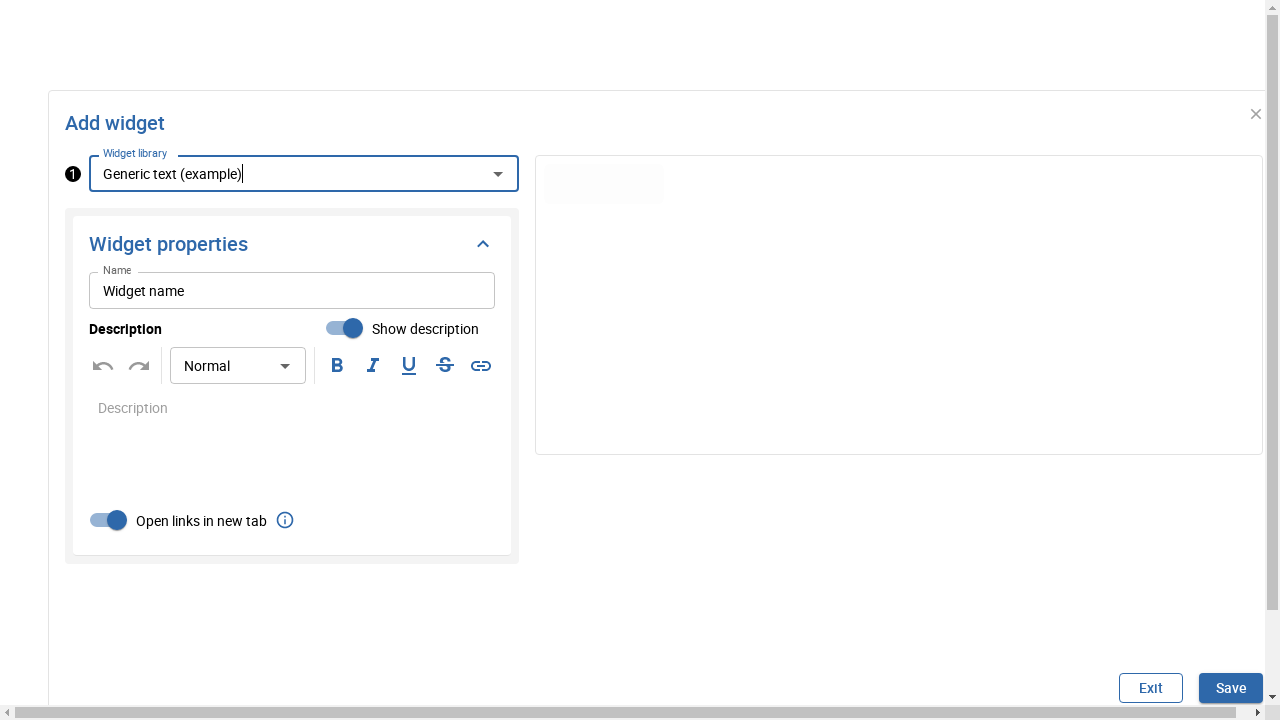 Add widget
Widget library
1
Generic text (example)
Widget properties
Name
Widget name
Description
Show description
Normal
B I U S
Description
Open links in new tab
Exit
Save